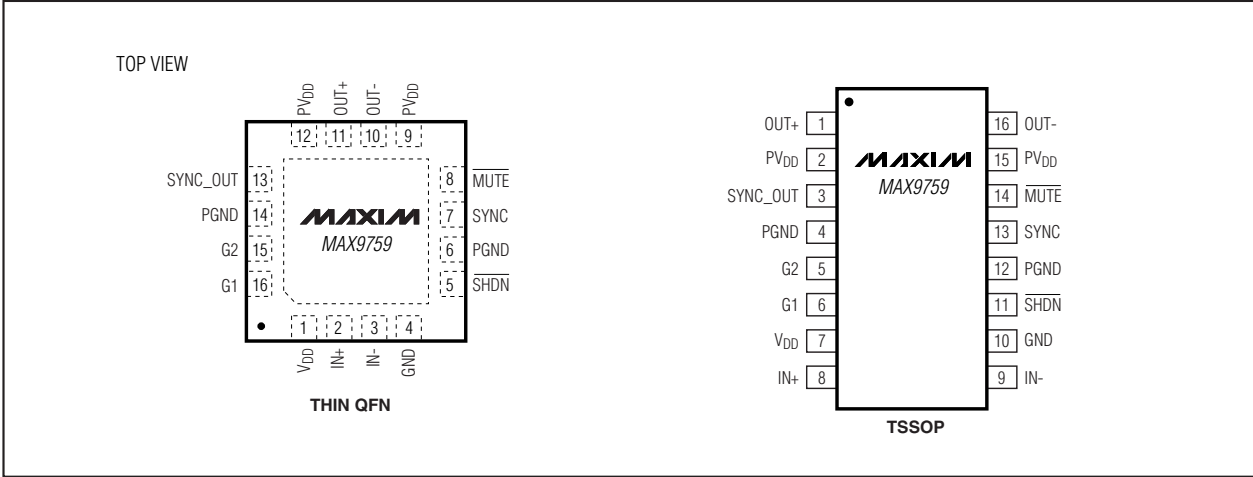 TOP VIEW
PVDD
OUT+
OUT-
PVDD
12
11
10
9
SYNC_OUT 13
PGND 14
G2 15
G1 16
MAXIM
MAX9759
8 MUTE
7 SYNC
6 PGND
5 SHDN
1
2
3
4
VDD
IN+
IN-
GND
THIN QFN
OUT+ 1
PVDD 2
SYNC_OUT 3
PGND 4
G2 5
G1 6
VDD 7
IN+ 8
MAXIM
MAX9759
16 OUT-
15 PVDD
14 MUTE
13 SYNC
12 PGND
11 SHDN
10 GND
9 IN-
TSSOP